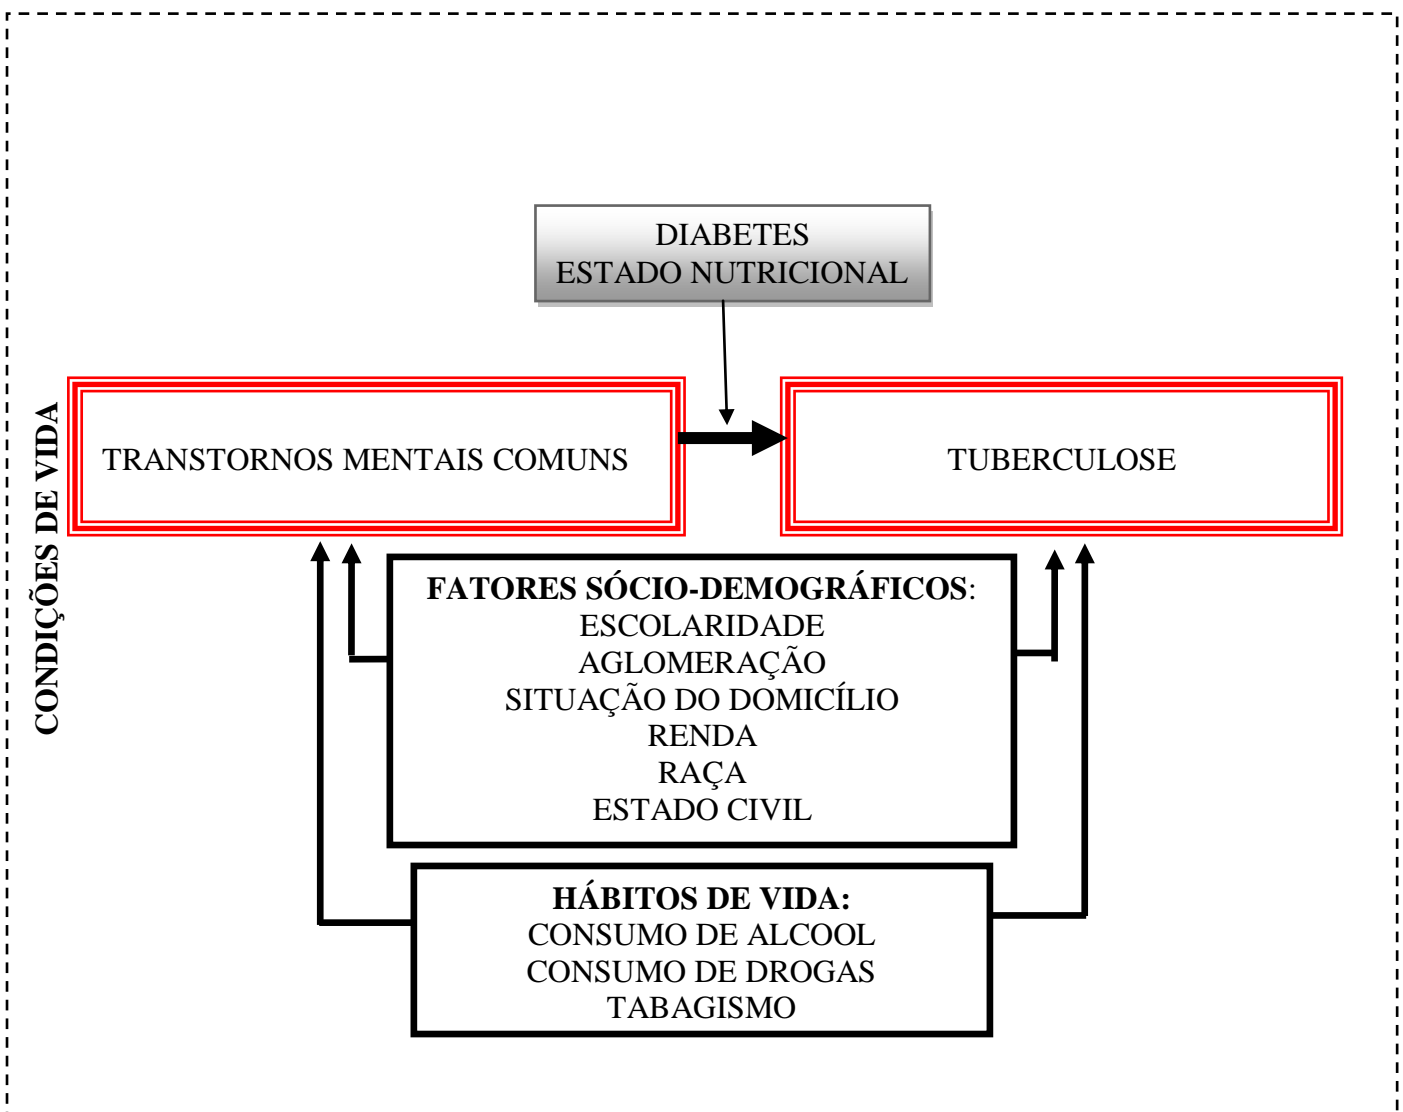 DIABETES
ESTADO NUTRICIONAL
CONDIÇÕES DE VIDA
TRANSTORNOS MENTAIS COMUNS
TUBERCULOSE
FATORES SÓCIO-DEMOGRÁFICOS:
ESCOLARIDADE
AGLOMERAÇÃO
SITUAÇÃO DO DOMICÍLIO
RENDA
RAÇA
ESTADO CIVIL
HÁBITOS DE VIDA:
CONSUMO DE ALCOOL
CONSUMO DE DROGAS
TABAGISMO